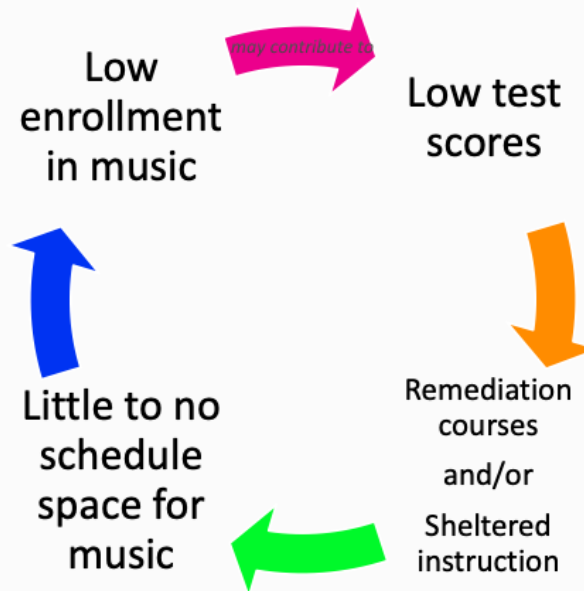 may contribute to
Low
enrollment
in music
Low test
scores
Remediation
courses
and/or
Sheltered
instruction
Little to no
schedule
space for
music